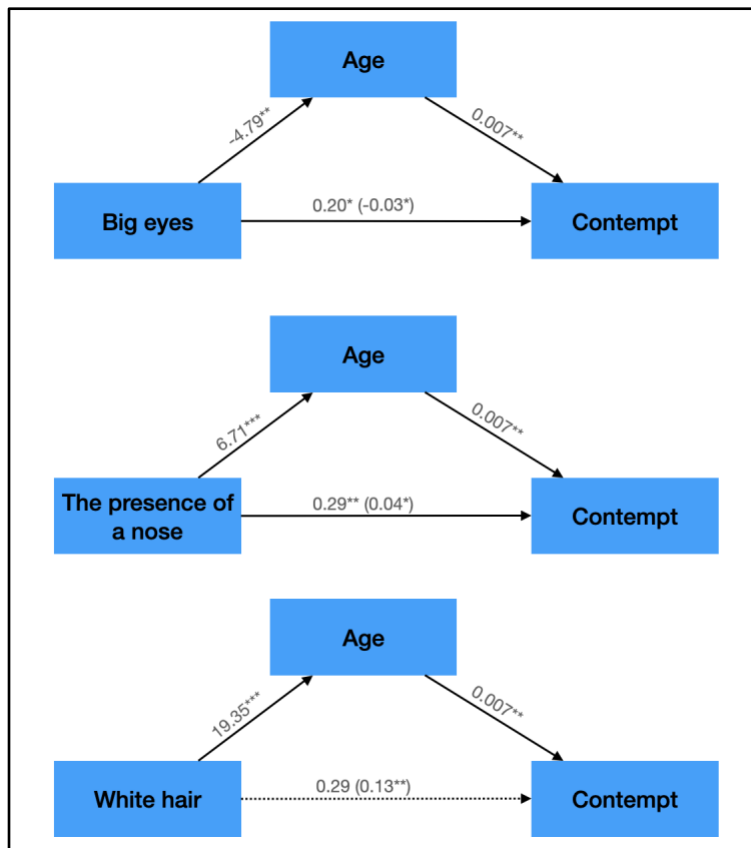 Age
-4.79**
0.007**
Big eyes
0.20* (-0.03*)
Contempt
Age
6.71***
0.007**
The presence of
a nose
0.29** (0.04*)
Contempt
Age
19.35***
0.007**
White hair
0.29 (0.13**)
Contempt